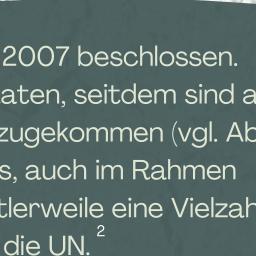 2007 beschlossen.
aten, seitdem sind a
zugekommen (vgl. Ab
s, auch im Rahmen
tlerweile eine Vielzah
die UN. ²